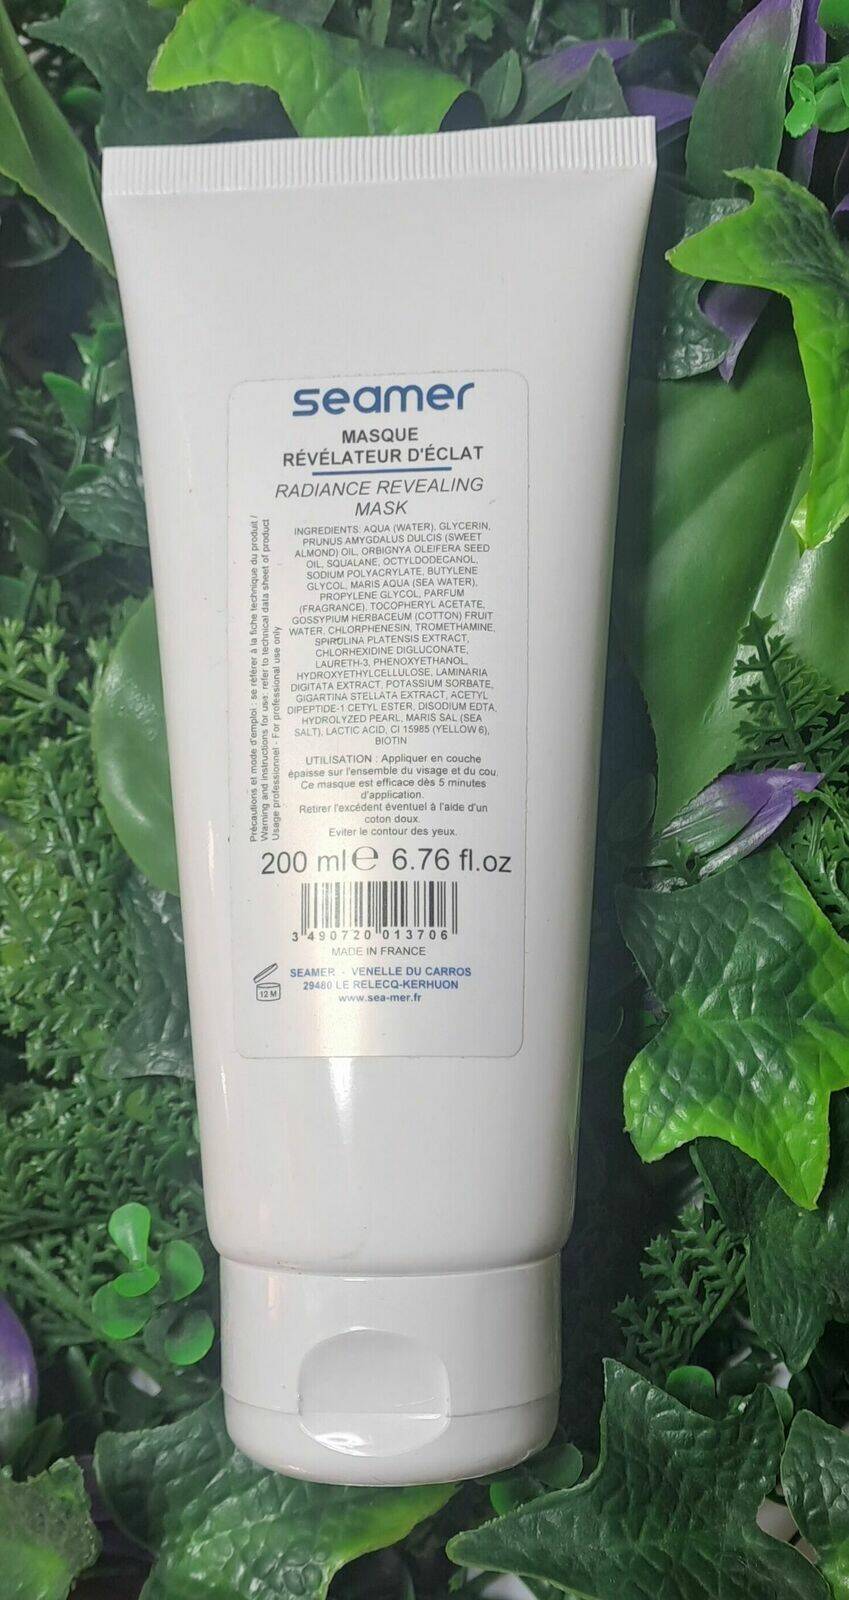 seamer
MASQUE
RÉVÉLATEUR D'ÉCLAT
RADIANCE REVEALING
MASK
INGREDIENTS: AQUA (WATER), GLYCERIN,
PRUNUS AMYGDALUS DULCIS (SWEET
ALMOND) OIL, ORBIGNYA OLEIFERA SEED
OIL, SQUALANE, OCTYLDODECANOL,
SODIUM POLYACRYLATE, BUTYLENE
GLYCOL, MARIS AQUA (SEA WATER),
PROPYLENE GLYCOL, PARFUM
(FRAGRANCE), TOCOPHERYL ACETATE,
GOSSYPIUM HERBACEUM (COTTON) FRUIT
WATER, CHLORPHENESIN, TROMETHAMINE,
SPIRULINA PLATENSIS EXTRACT,
CHLORHEXIDINE DIGLUCONATE,
LAURETH-3, PHENOXYETHANOL,
HYDROXYETHYLCELLULOSE, LAMINARIA
DIGITATA EXTRACT, POTASSIUM SORBATE,
GIGARTINA STELLATA EXTRACT, ACETYL
DIPEPTIDE-1 CETYL ESTER, DISODIUM EDTA,
HYDROLYZED PEARL, MARIS SAL (SEA
SALT), LACTIC ACID, CI 15985 (YELLOW 6),
BIOTIN
UTILISATION : Appliquer en couche
épaisse sur l'ensemble du visage et du cou.
Ce masque est efficace dès 5 minutes
d'application.
Retirer l'excédent éventuel à l'aide d'un
coton doux.
Eviter le contour des yeux.
Précautions et mode d'emploi : se référer à la fiche technique du produit /
Warning and instructions for use: refer to technical data sheet of product
Usage professionnel - For professional use only
200 ml ℮ 6.76 fl.oz
3 490720 013706
MADE IN FRANCE
12 M
SEAMER - VENELLE DU CARROS
29480 LE RELECQ-KERHUON
www.sea-mer.fr